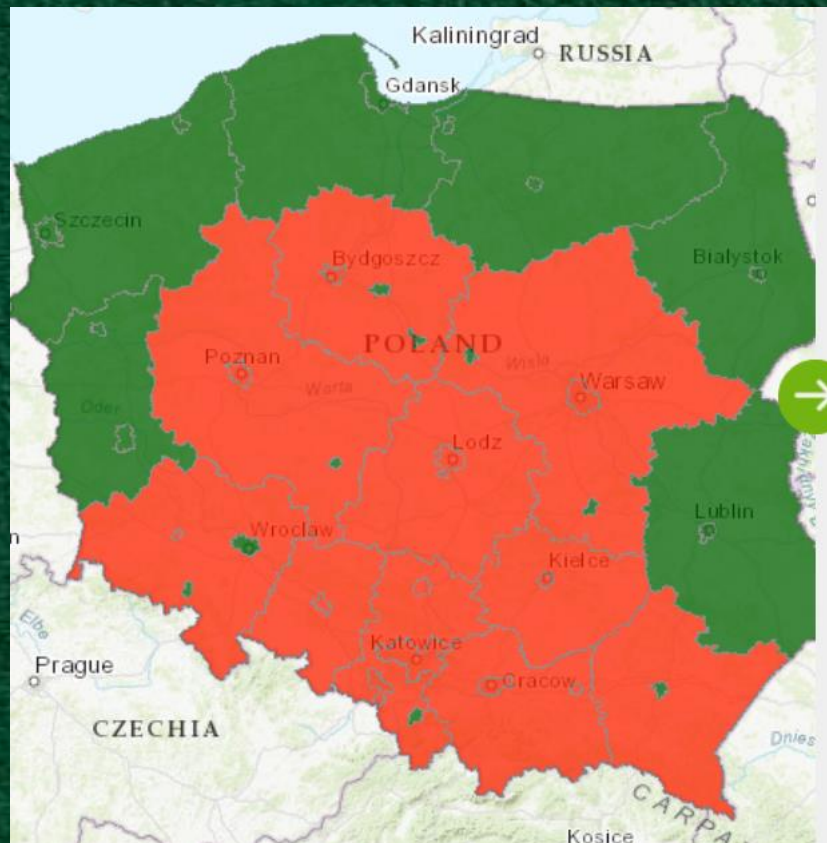 Kaliningrad
RUSSIA
Gdansk
Szczecin
Bialystok
Bydgoszcz
POLAND
Poznan
Wisla
Warsaw
Warta
Oder
Lodz
Lublin
Wroclaw
Kielce
Elbe
Katowice
Prague
Cracow
CZECHIA
Dnies
CARPA
Kosice